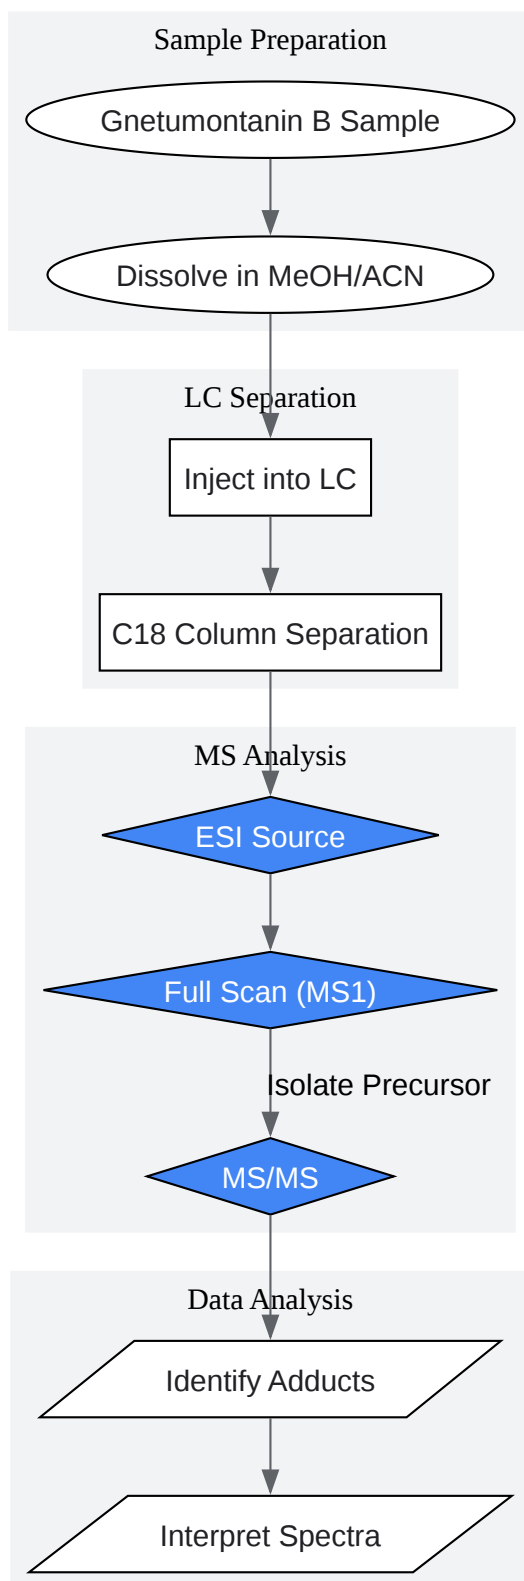 Sample Preparation
Gnetumontanin B Sample
Dissolve in MeOH/ACN
LC Separation
Inject into LC
C18 Column Separation
MS Analysis
ESI Source
Full Scan (MS1)
Isolate Precursor
MS/MS
Data Analysis
Identify Adducts
Interpret Spectra